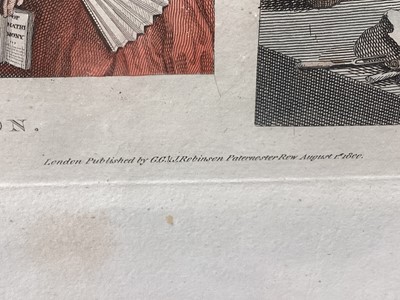 OF
MATRI
MONY
ON.
London Published by G.G. & J. Robinson Paternoster Row August 1st 1800.